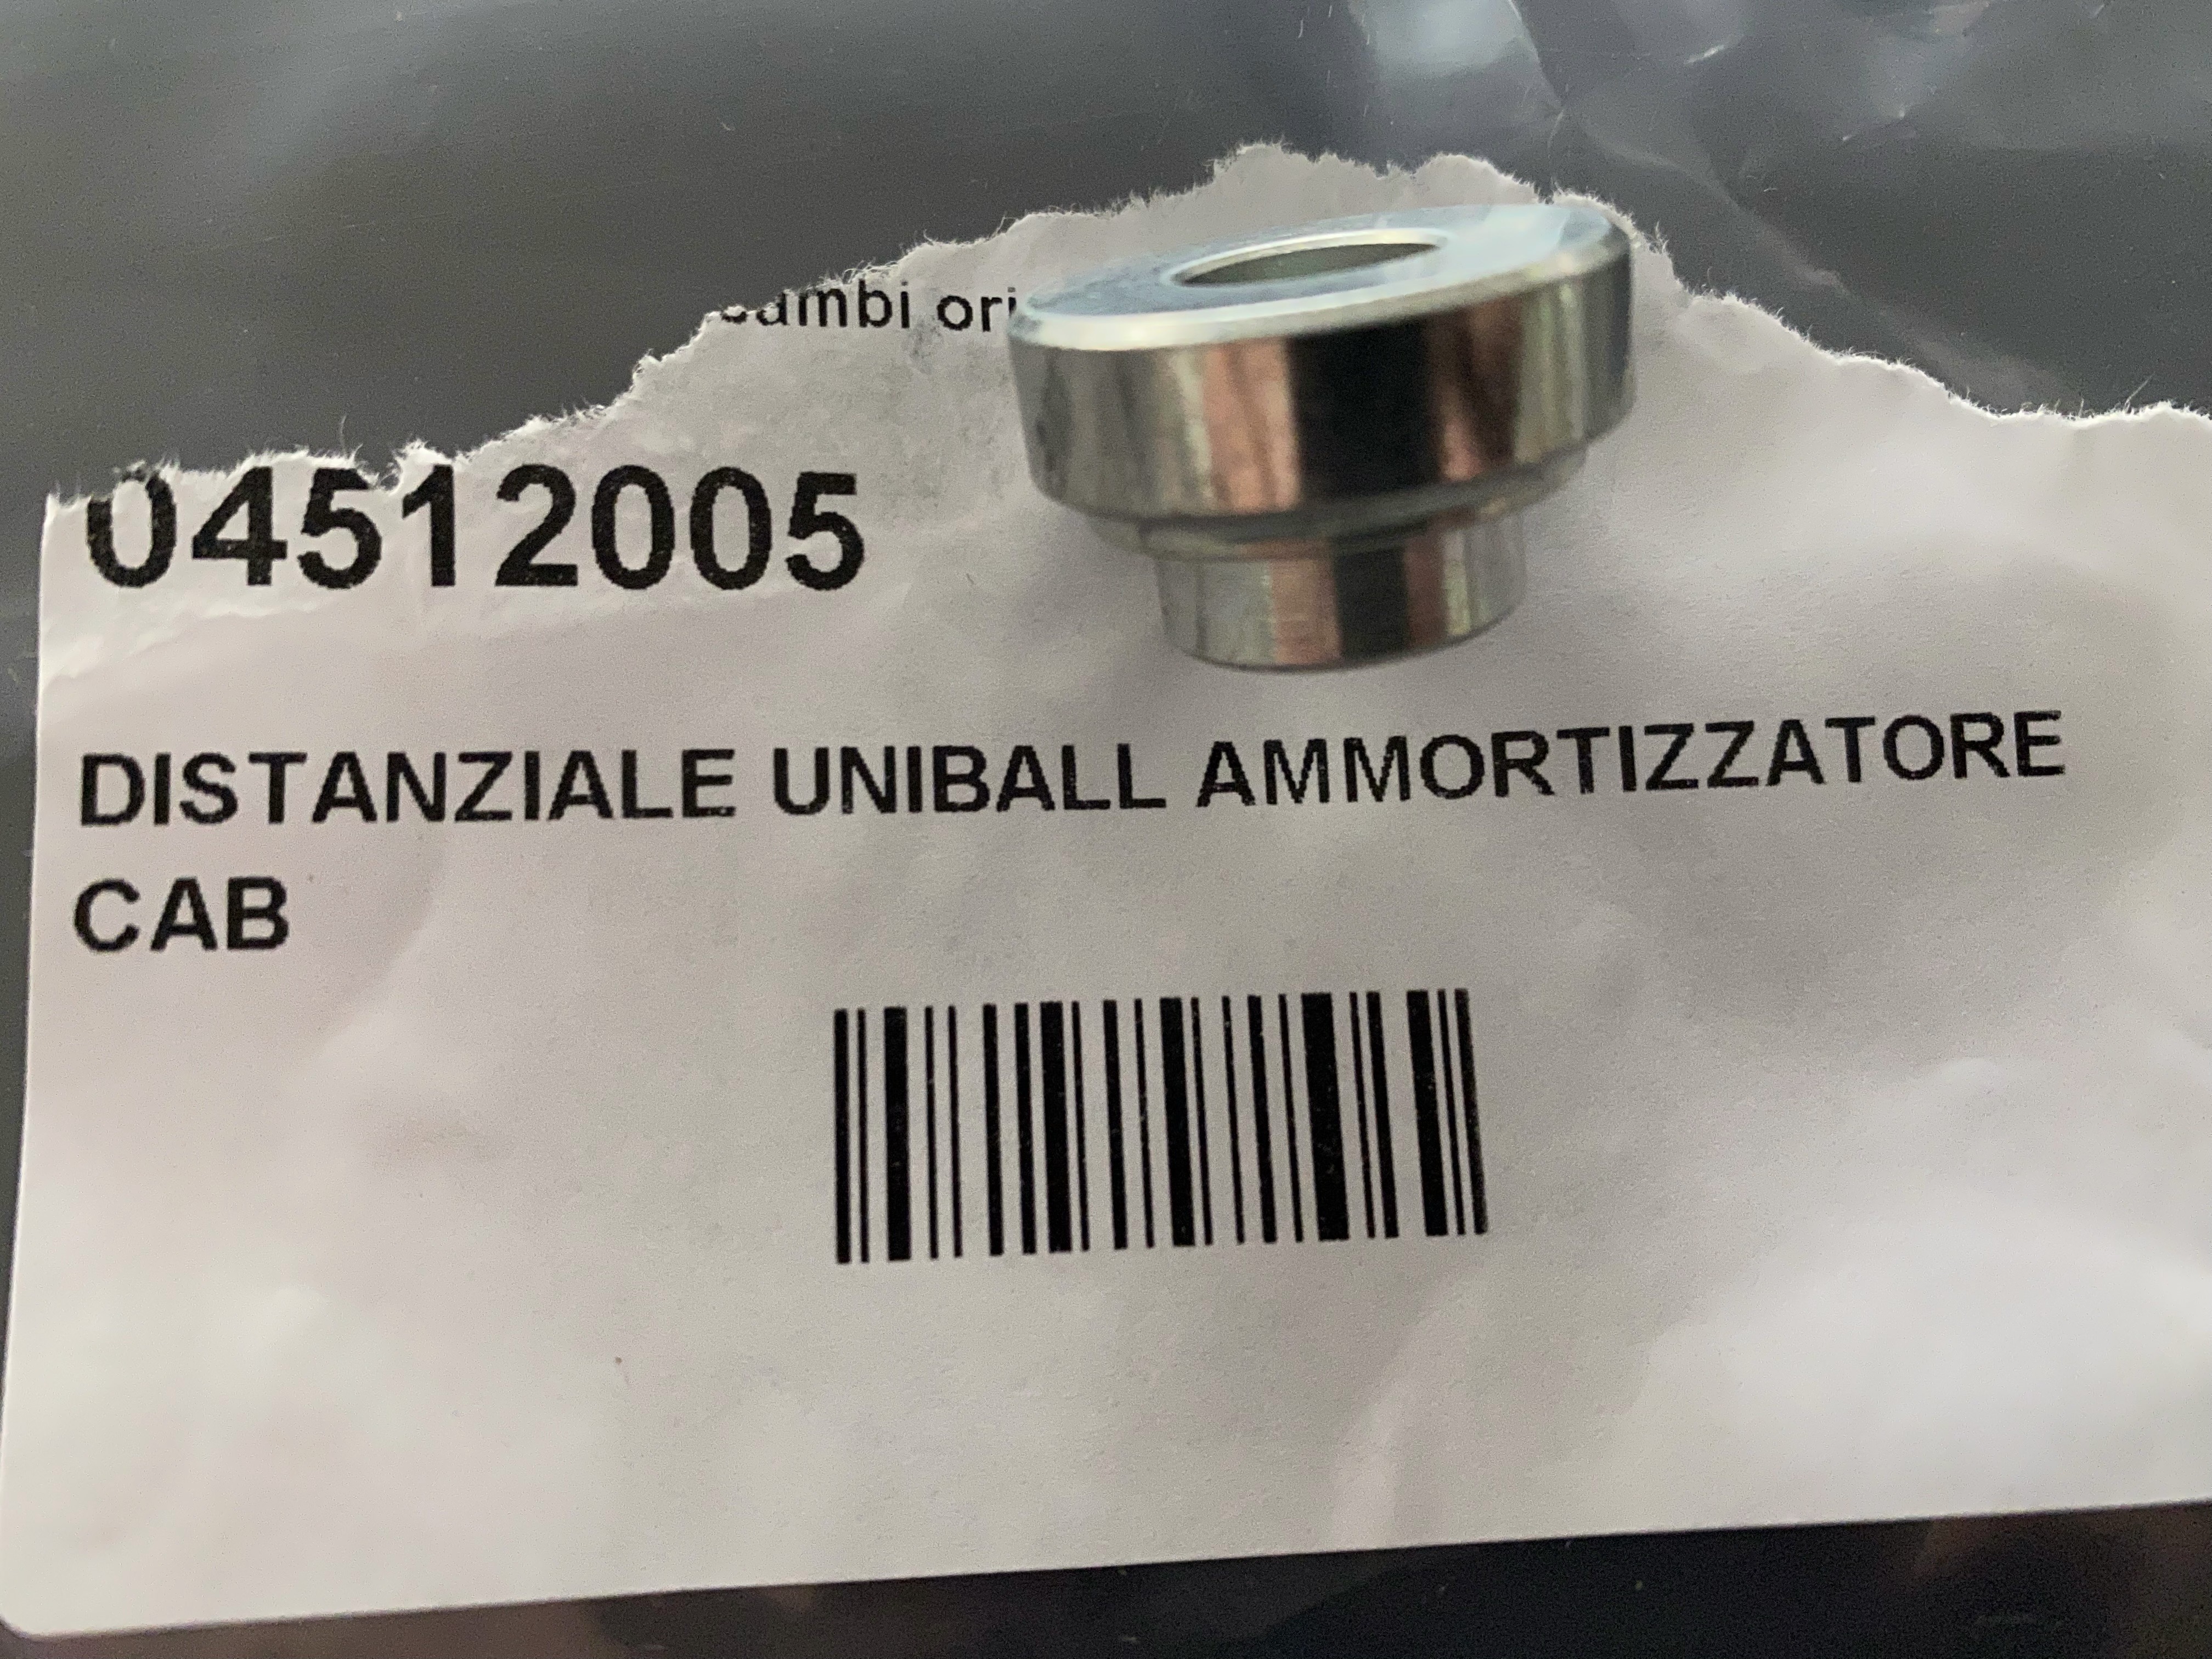 04512005
DISTANZIALE UNIBALL AMMORTIZZATORE
CAB